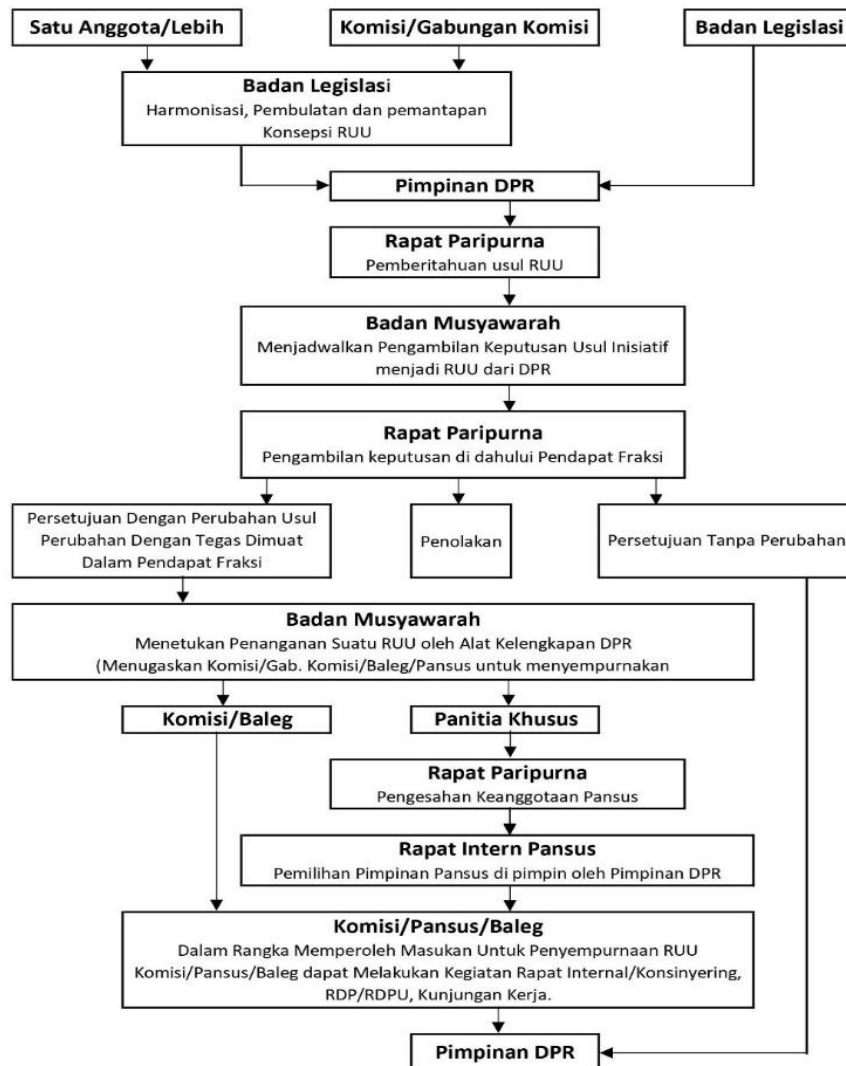 Satu Anggota/Lebih
Komisi/Gabungan Komisi
Badan Legislasi
Badan Legislasi
Harmonisasi, Pembulatan dan pemantapan
Konsepsi RUU
Pimpinan DPR
Rapat Paripurna
Pemberitahuan usul RUU
Badan Musyawarah
Menjadwalkan Pengambilan Keputusan Usul Inisiatif
menjadi RUU dari DPR
Rapat Paripurna
Pengambilan keputusan di dahului Pendapat Fraksi
Persetujuan Dengan Perubahan Usul
Perubahan Dengan Tegas Dimuat
Dalam Pendapat Fraksi
Penolakan
Persetujuan Tanpa Perubahan
Badan Musyawarah
Menetukan Penanganan Suatu RUU oleh Alat Kelengkapan DPR
(Menugaskan Komisi/Gab. Komisi/Baleg/Pansus untuk menyempurnakan
Komisi/Baleg
Panitia Khusus
Rapat Paripurna
Pengesahan Keanggotaan Pansus
Rapat Intern Pansus
Pemilihan Pimpinan Pansus di pimpin oleh Pimpinan DPR
Komisi/Pansus/Baleg
Dalam Rangka Memperoleh Masukan Untuk Penyempurnaan RUU
Komisi/Pansus/Baleg dapat Melakukan Kegiatan Rapat Internal/Konsinyering,
RDP/RDPU, Kunjungan Kerja.
Pimpinan DPR